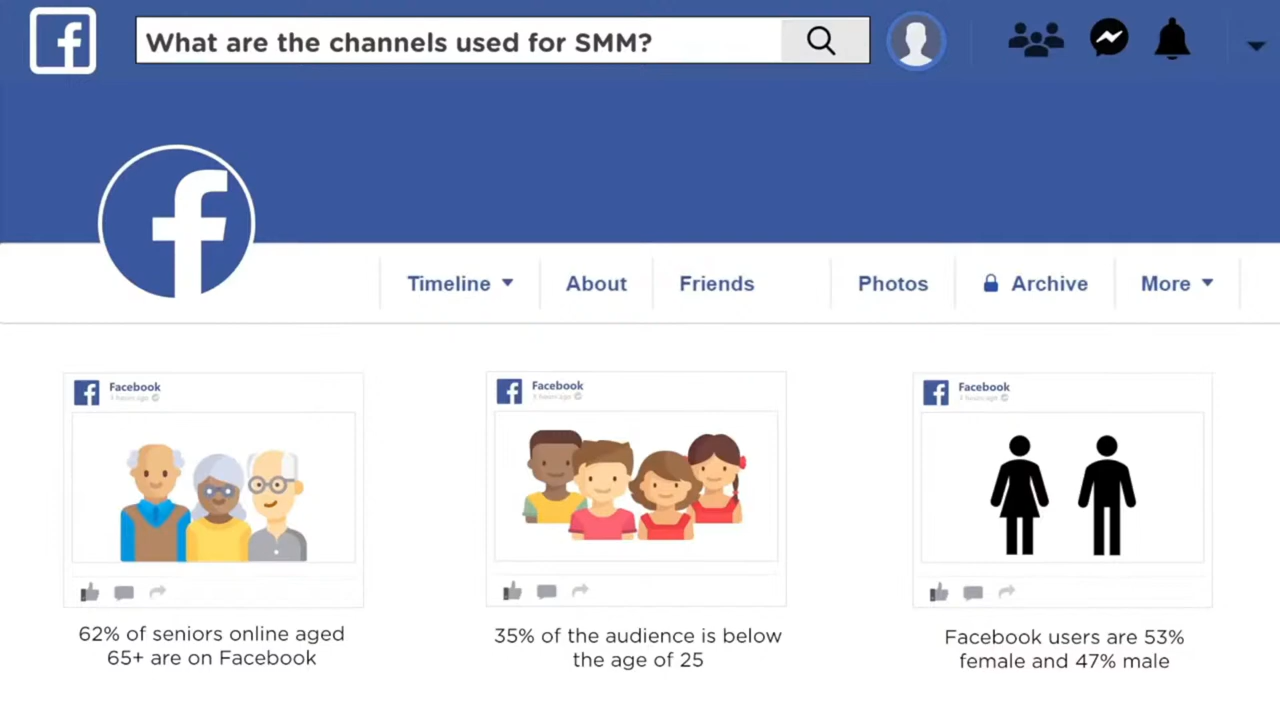 What are the channels used for SMM?
Timeline
About
Friends
Photos
Archive
More
Facebook
Facebook
Facebook
62% of seniors online aged
65+ are on Facebook
35% of the audience is below
the age of 25
Facebook users are 53%
female and 47% male